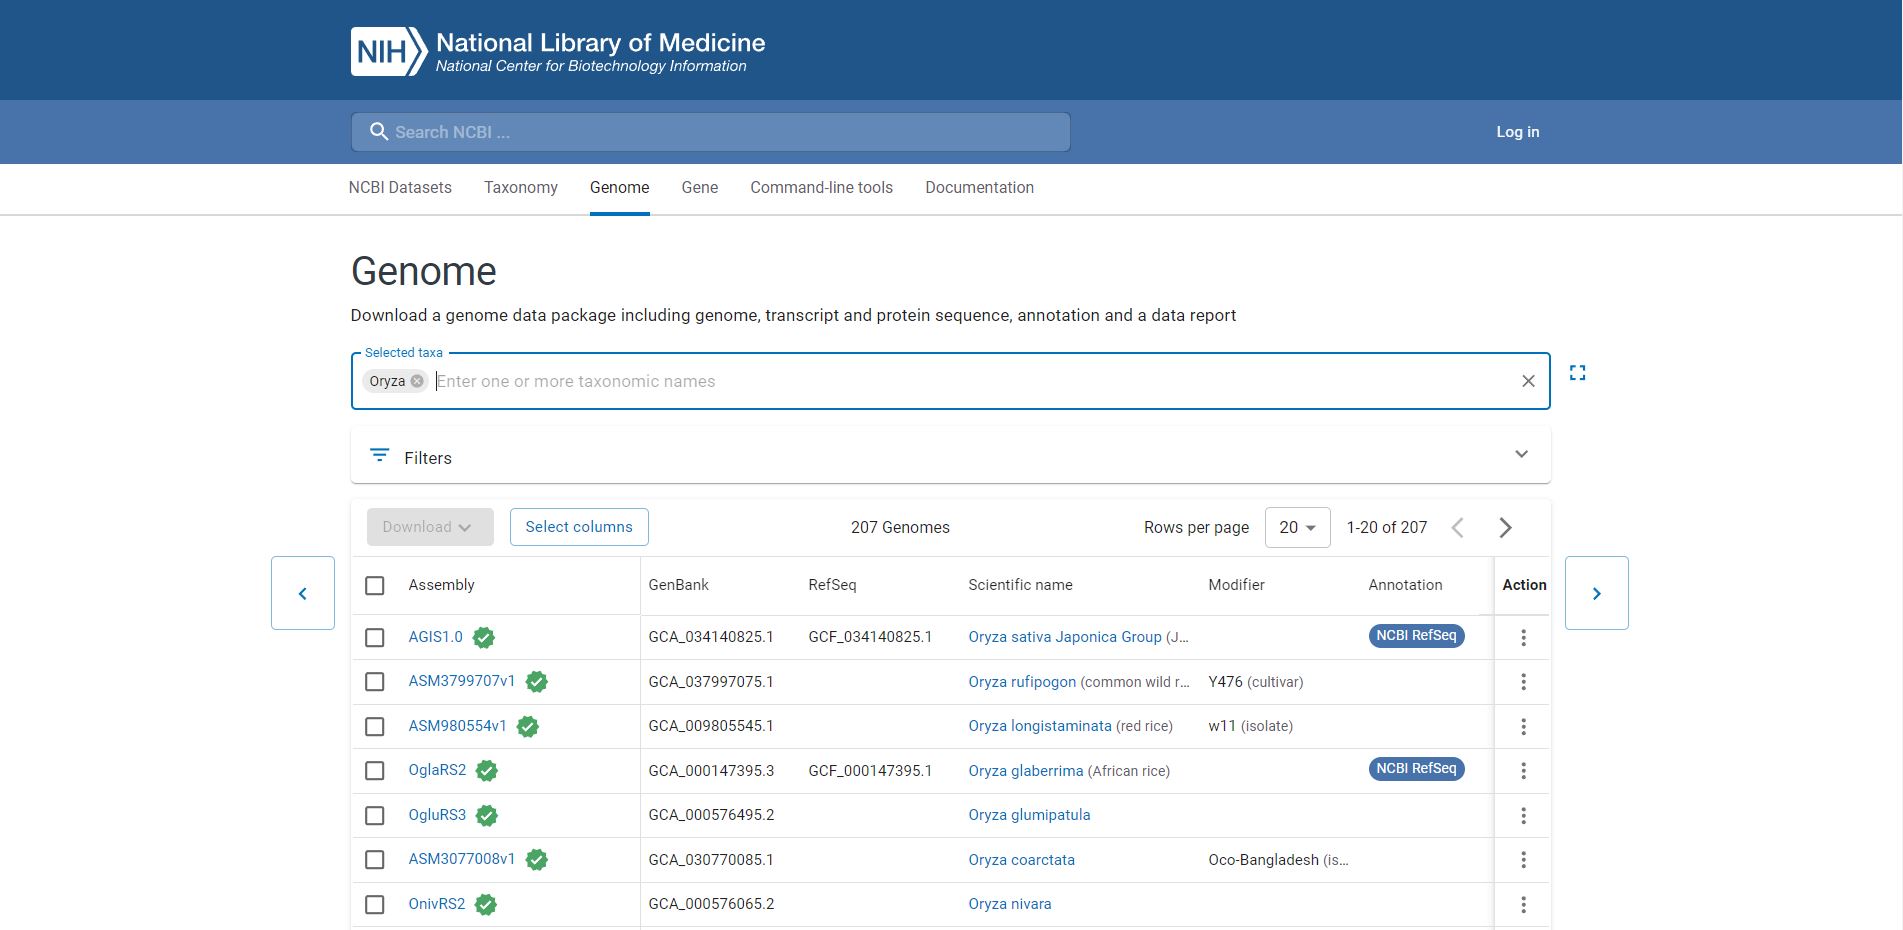 NIH National Library of Medicine
National Center for Biotechnology Information
Search NCBI ... Log in
NCBI Datasets Taxonomy Genome Gene Command-line tools Documentation
Genome
Download a genome data package including genome, transcript and protein sequence, annotation and a data report
Selected taxa
Oryza Enter one or more taxonomic names
Filters
Download Select columns 207 Genomes Rows per page 20 1-20 of 207
Assembly GenBank RefSeq Scientific name Modifier Annotation Action
AGIS1.0 GCA_034140825.1 GCF_034140825.1 Oryza sativa Japonica Group (J... NCBI RefSeq
ASM3799707v1 GCA_037997075.1 Oryza rufipogon (common wild r... Y476 (cultivar)
ASM980554v1 GCA_009805545.1 Oryza longistaminata (red rice) w11 (isolate)
OglaRS2 GCA_000147395.3 GCF_000147395.1 Oryza glaberrima (African rice) NCBI RefSeq
OgluRS3 GCA_000576495.2 Oryza glumipatula
ASM3077008v1 GCA_030770085.1 Oryza coarctata Oco-Bangladesh (is...
OnivRS2 GCA_000576065.2 Oryza nivara